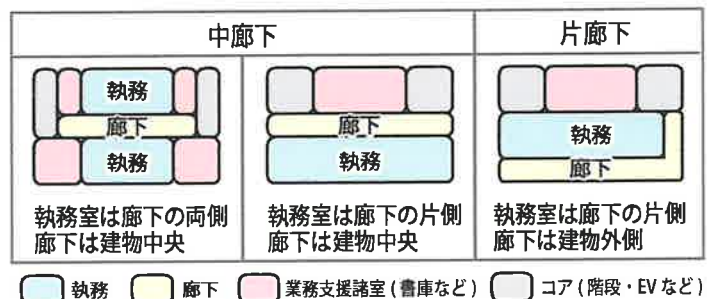 中廊下
片廊下
執務
廊下
執務
廊下
執務
執務
廊下
執務室は廊下の両側
廊下は建物中央
執務室は廊下の片側
廊下は建物中央
執務室は廊下の片側
廊下は建物外側
執務 廊下 業務支援諸室(書庫など) コア(階段・EVなど)